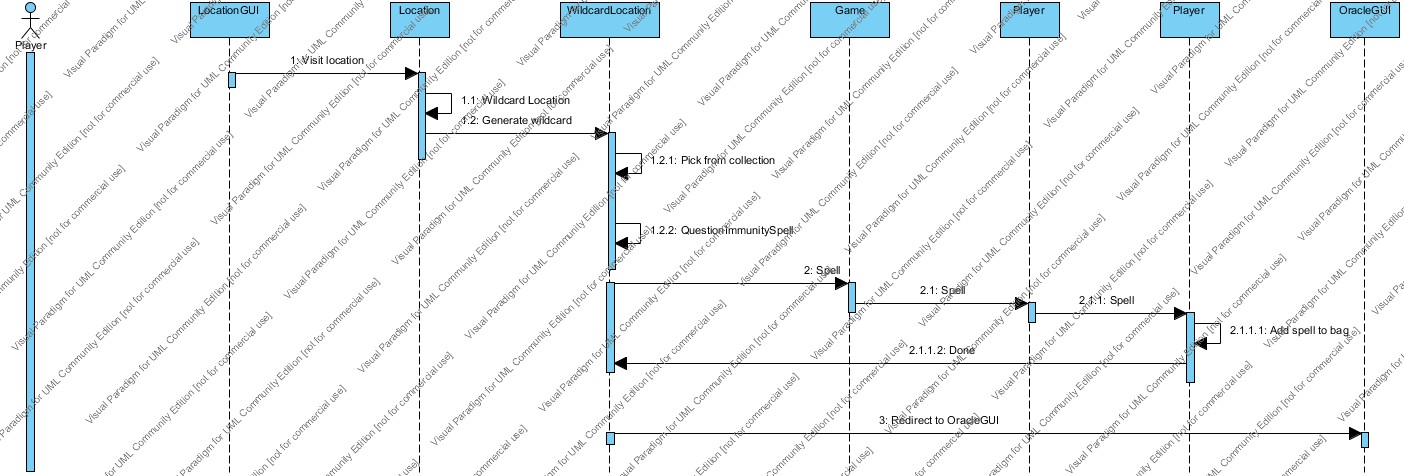 LocationGUI
Location
WildcardLocation
Game
Player
Player
OracleGUI
Player
1: Visit location
1.1: Wildcard Location
1.2: Generate wildcard
1.2.1: Pick from collection
1.2.2: QuestionImmunitySpell
2: Spell
2.1: Spell
2.1.1: Spell
2.1.1.1: Add spell to bag
2.1.1.2: Done
3: Redirect to OracleGUI
Visual Paradigm for UML Community Edition [not for commercial use]